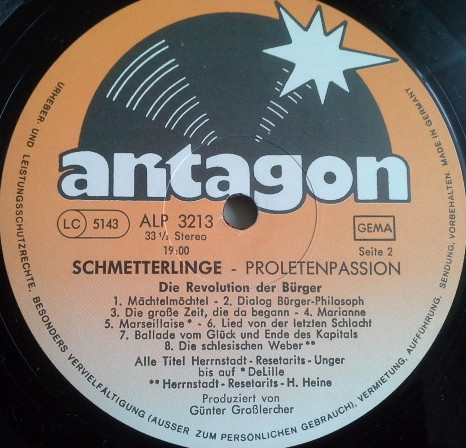 antagon
LC 5143
ALP 3213
33⅓ Stereo
19:00
GEMA
Seite 2
SCHMETTERLINGE - PROLETENPASSION
Die Revolution der Bürger
1. Mächtelmöchtel - 2. Dialog Bürger-Philosoph
3. Die große Zeit, die da begann - 4. Marianne
5. Marseillaise* - 6. Lied von der letzten Schlacht
7. Ballade vom Glück und Ende des Kapitals
8. Die schlesischen Weber**
Alle Titel Herrnstadt-Resetarits-Unger
bis auf *DeLille
**Herrnstadt-Resetarits-H. Heine
Produziert von
Günter Großlercher
URHEBER- UND LEISTUNGSSCHUTZRECHTE, BESONDERS VERVIELFÄLTIGUNG (AUSSER ZUM PERSÖNLICHEN GEBRAUCH), VERMIETUNG, AUFFÜHRUNG, SENDUNG, VORBEHALTEN. MADE IN GERMANY